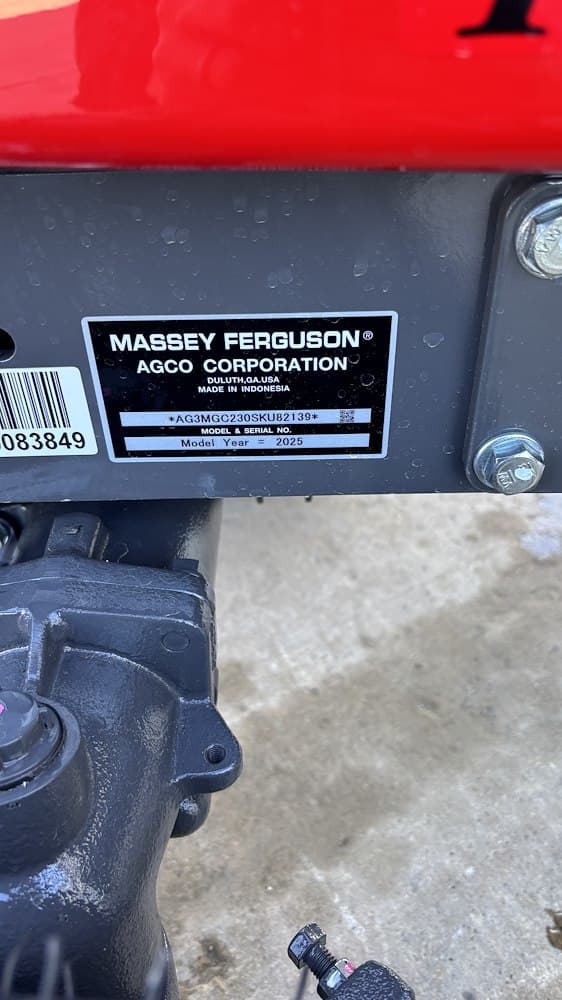 MASSEY FERGUSON®
AGCO CORPORATION
DULUTH,GA.USA
MADE IN INDONESIA
*AG3MGC230SKU82139*
MODEL & SERIAL NO.
Model Year = 2025
083849